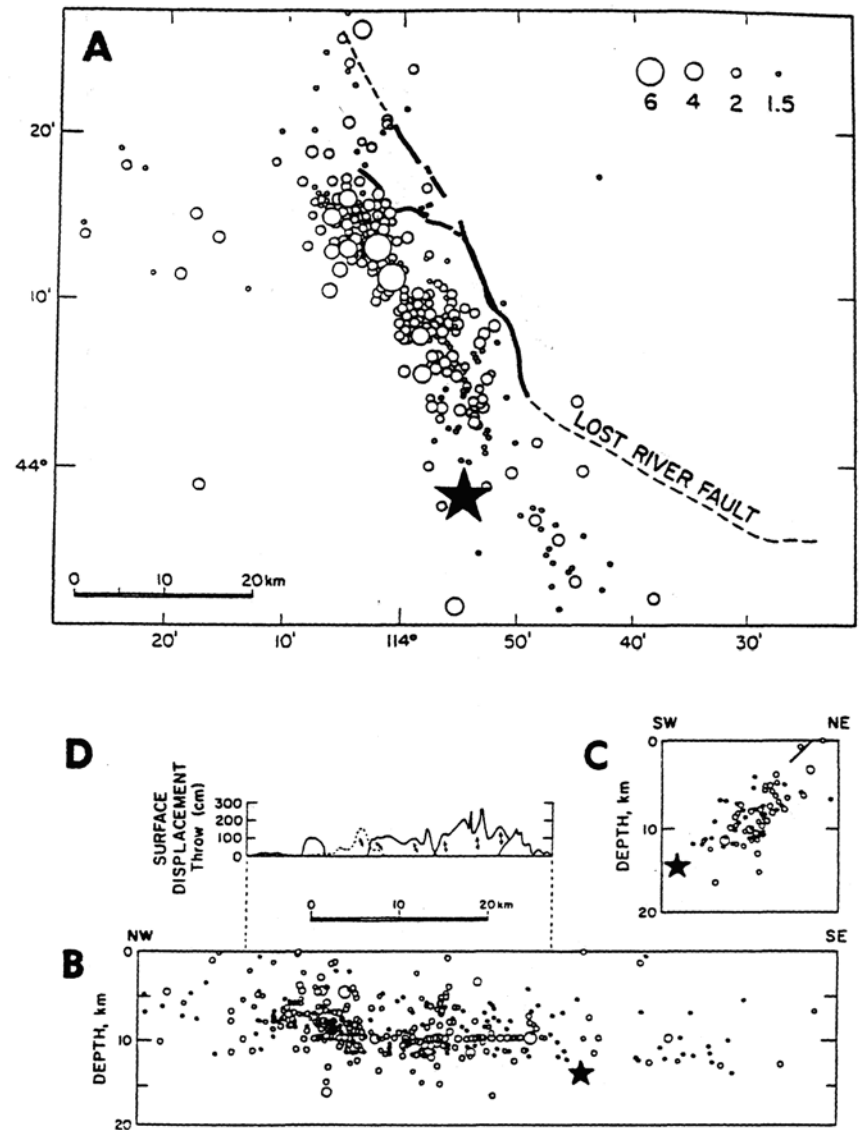 A
6 4 2 1.5
20'
10'
44°
LOST RIVER FAULT
0 20 km
20' 10' 114° 50' 40' 30'
D
SURFACE
DISPLACEMENT
Throw (cm)
300
200
100
0
0 10 20 km
C
SW NE
DEPTH, km
0
10
20
B
NW SE
DEPTH, km
0
10
20